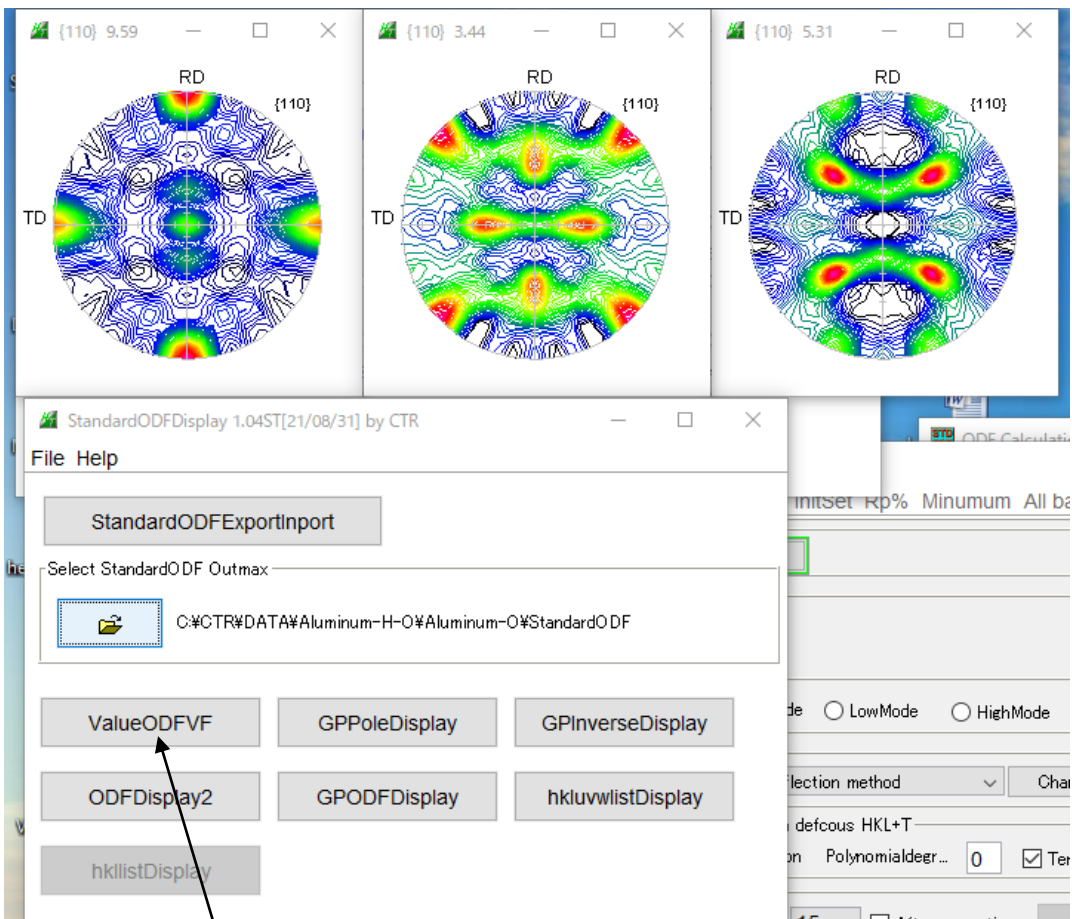 {110} 9.59
{110} 3.44
{110} 5.31
RD
{110}
TD
RD
{110}
TD
RD
{110}
TD
StandardODFDisplay 1.04ST[21/08/31] by CTR
File Help
StandardODFExportInport
Select StandardODF Outmax
C:¥CTR¥DATA¥Aluminum-H-O¥Aluminum-O¥StandardODF
ValueODFVF
GPPoleDisplay
GPInverseDisplay
ODFDisplay2
GPODFDisplay
hkluvwlistDisplay
hkllistDisplay
STD ODF Calculati
InitSet Rp% Minumum All ba
de LowMode HighMode
flection method
Char
defcous HKL+T
on Polynomialdegr... 0 Ter
15